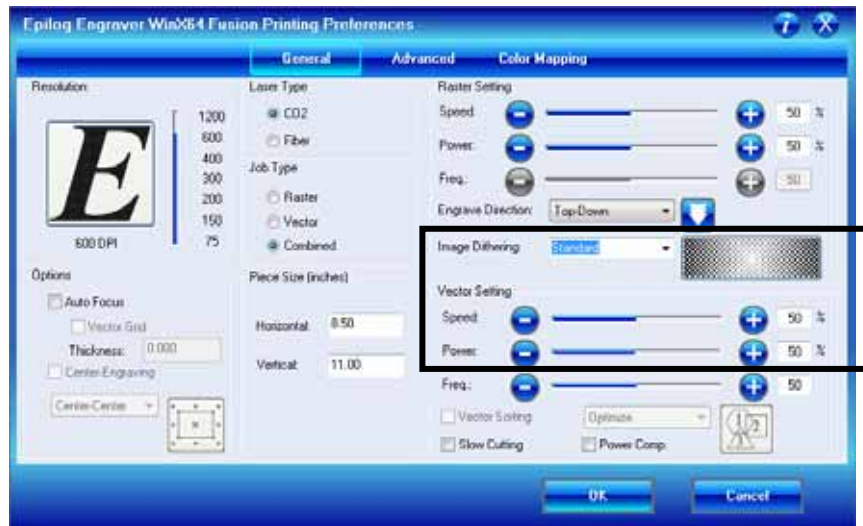 Epilog Engraver WinX64 Fusion Printing Preferences
General Advanced Color Mapping
Resolution
E
1200
600
400
300
200
150
75
600 DPI
Options
Auto Focus
Vector Grid
Thickness: 0.000
Center-Engraving
Center-Center
Laser Type
CO2
Fiber
Job Type
Raster
Vector
Combined
Piece Size (inches)
Horizontal: 8.50
Vertical: 11.00
Raster Setting
Speed: 50 %
Power: 50 %
Freq.: 50
Engrave Direction: Top-Down
Image Dithering: Standard
Vector Setting
Speed: 50 %
Power: 50 %
Freq.: 50
Vector Sorting Optimize
1 2
Slow Cutting Power Comp.
OK Cancel